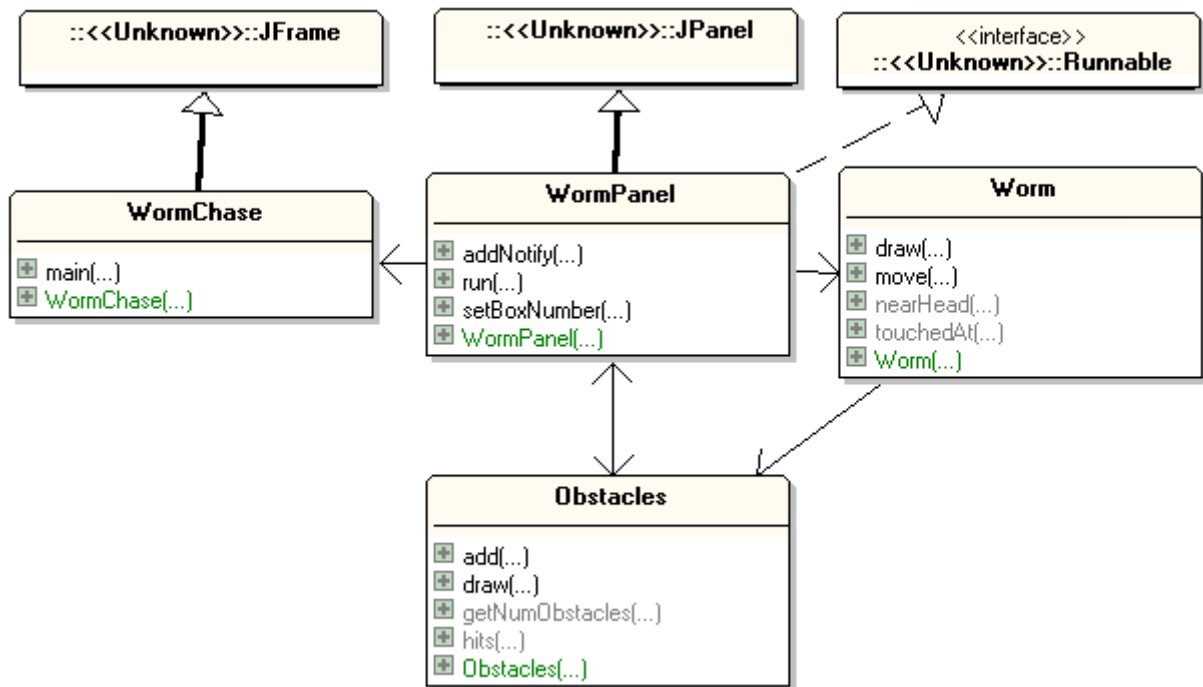 ::<<Unknown>>::JFrame
::<<Unknown>>::JPanel
<<interface>>
::<<Unknown>>::Runnable
WormChase
main(...)
WormChase(...)
WormPanel
addNotify(...)
run(...)
setBoxNumber(...)
WormPanel(...)
Worm
draw(...)
move(...)
nearHead(...)
touchedAt(...)
Worm(...)
Obstacles
add(...)
draw(...)
getNumObstacles(...)
hits(...)
Obstacles(...)